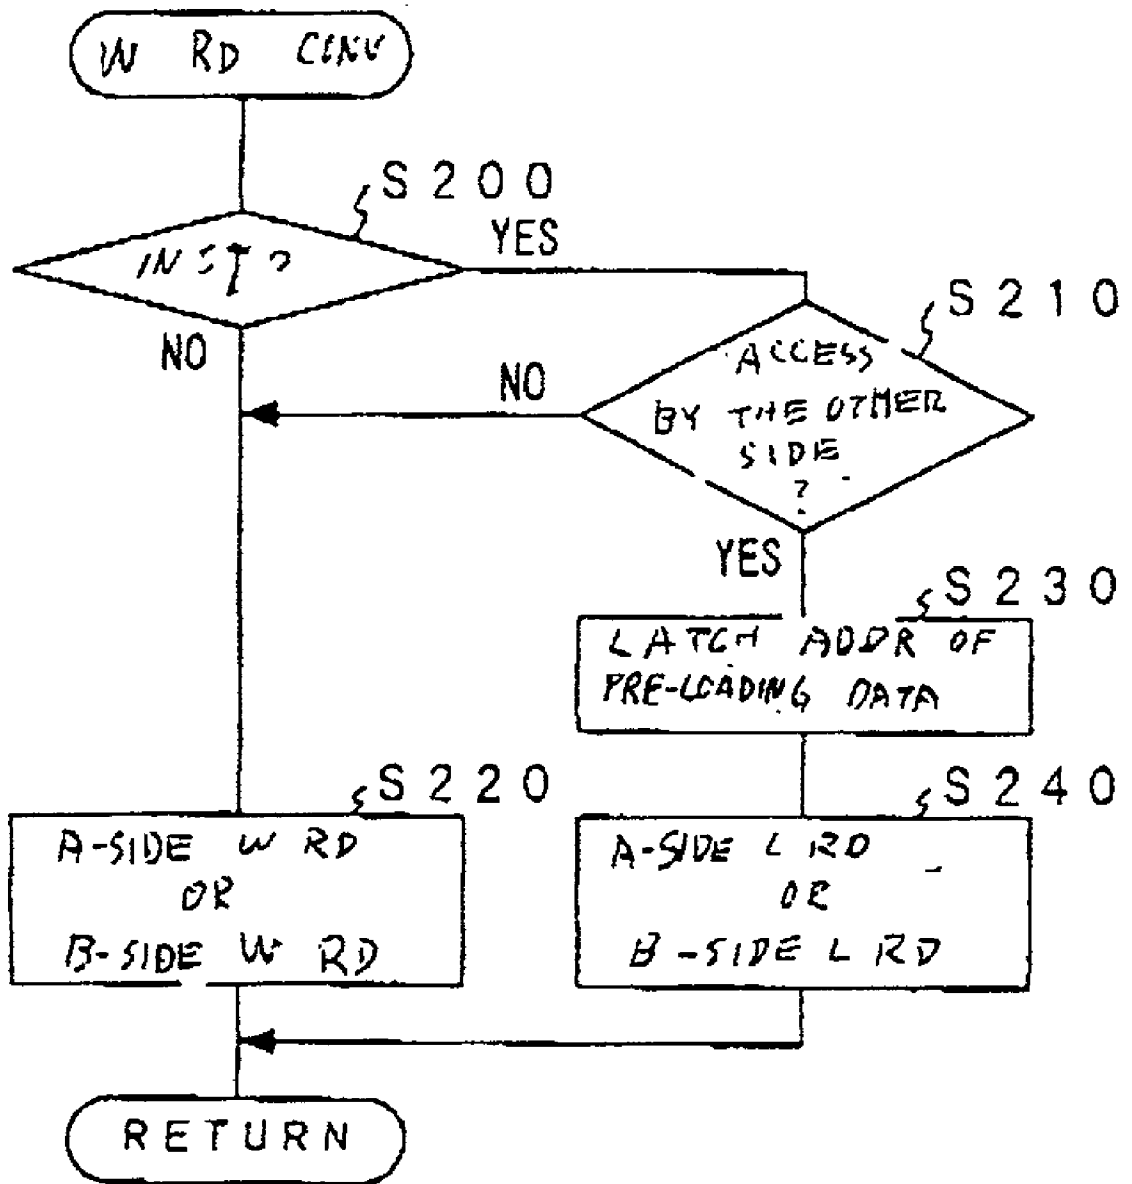 W RD CONV
S200
INST?
YES
NO
S210
ACCESS
BY THE OTHER
SIDE
?
NO
YES
S230
LATCH ADDR OF
PRE-LOADING DATA
S220
A-SIDE W RD
OR
B-SIDE W RD
S240
A-SIDE L RD
OR
B-SIDE L RD
RETURN